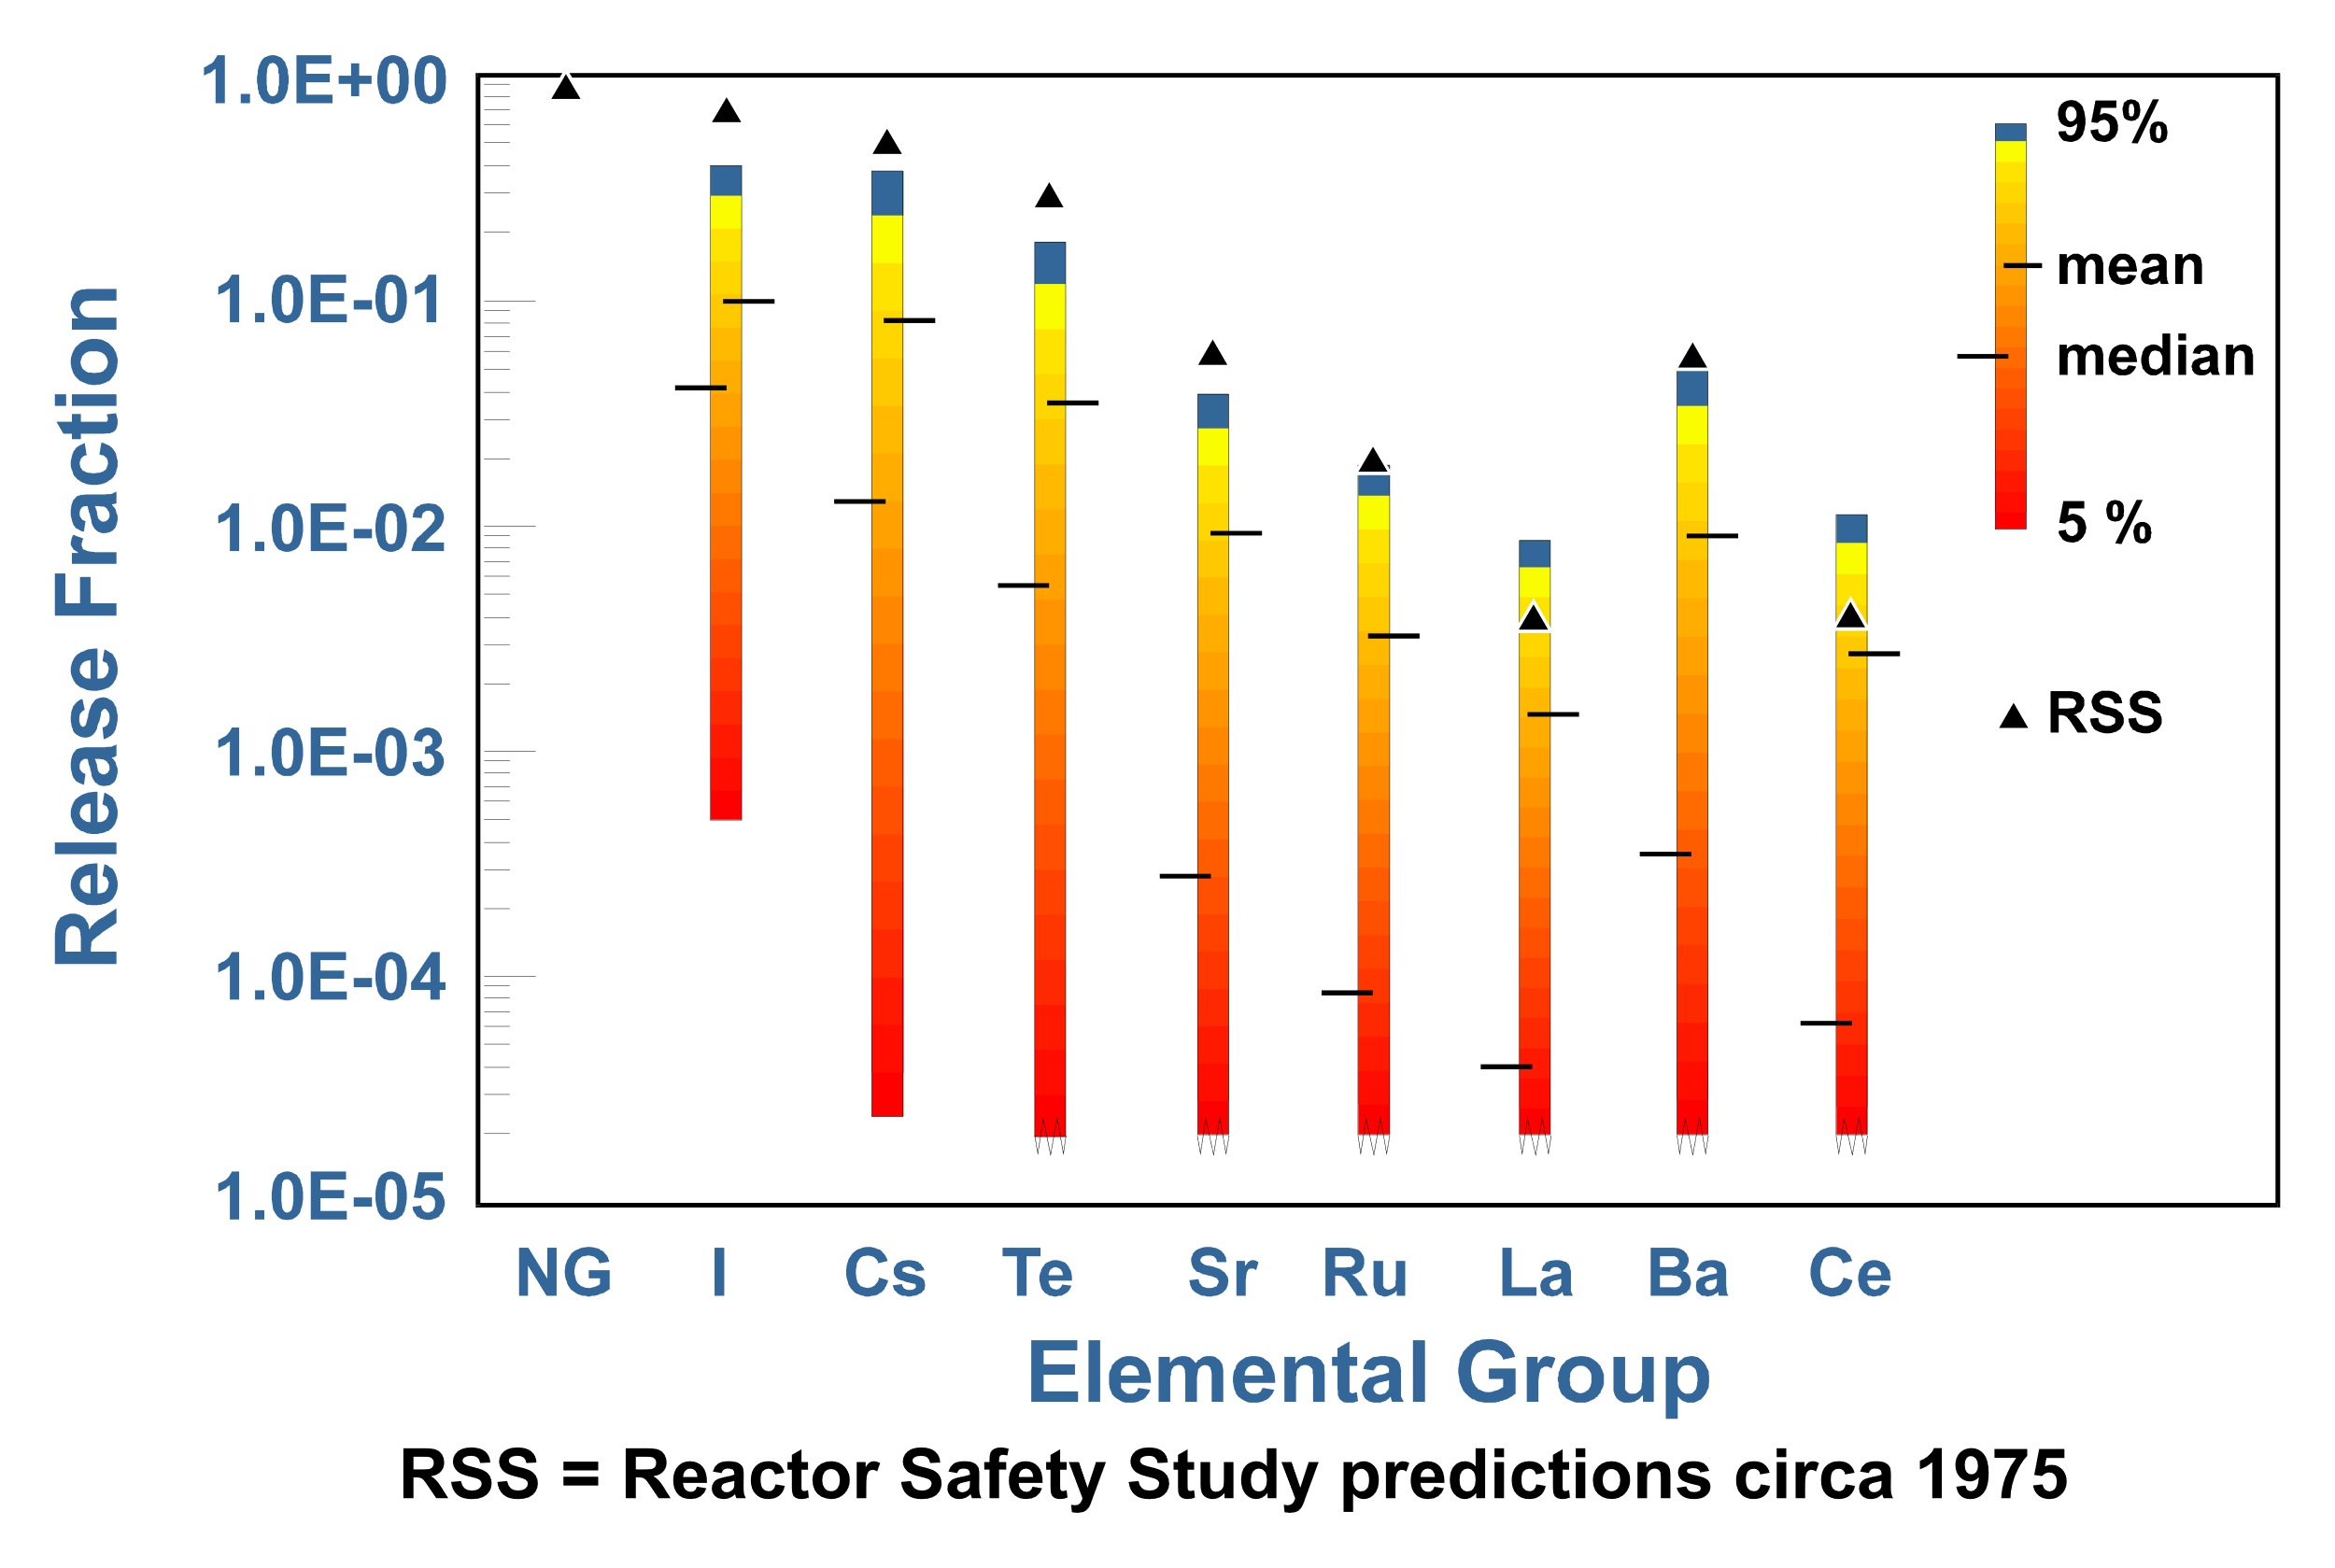 1.0E+00
1.0E-01
1.0E-02
1.0E-03
1.0E-04
1.0E-05
Release Fraction
95%
mean
median
5 %
RSS
NG I Cs Te Sr Ru La Ba Ce
Elemental Group
RSS = Reactor Safety Study predictions circa 1975